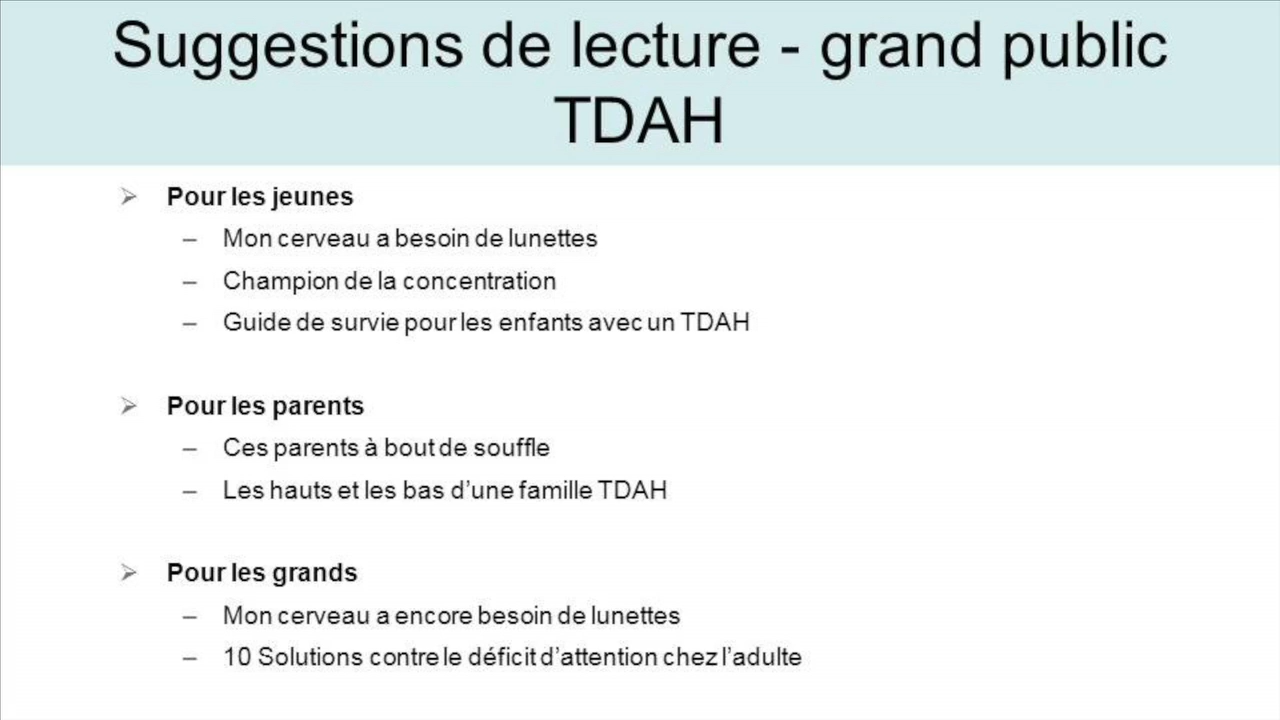 Suggestions de lecture - grand public
TDAH
Pour les jeunes
– Mon cerveau a besoin de lunettes
– Champion de la concentration
– Guide de survie pour les enfants avec un TDAH
Pour les parents
– Ces parents à bout de souffle
– Les hauts et les bas d’une famille TDAH
Pour les grands
– Mon cerveau a encore besoin de lunettes
– 10 Solutions contre le déficit d’attention chez l’adulte